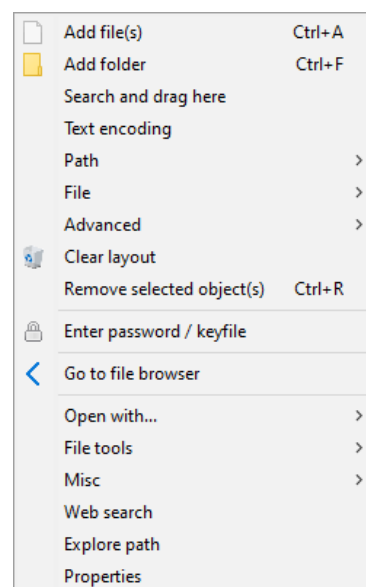 Add file(s) Ctrl+A
Add folder Ctrl+F
Search and drag here
Text encoding
Path
File
Advanced
Clear layout
Remove selected object(s) Ctrl+R
Enter password / keyfile
Go to file browser
Open with...
File tools
Misc
Web search
Explore path
Properties